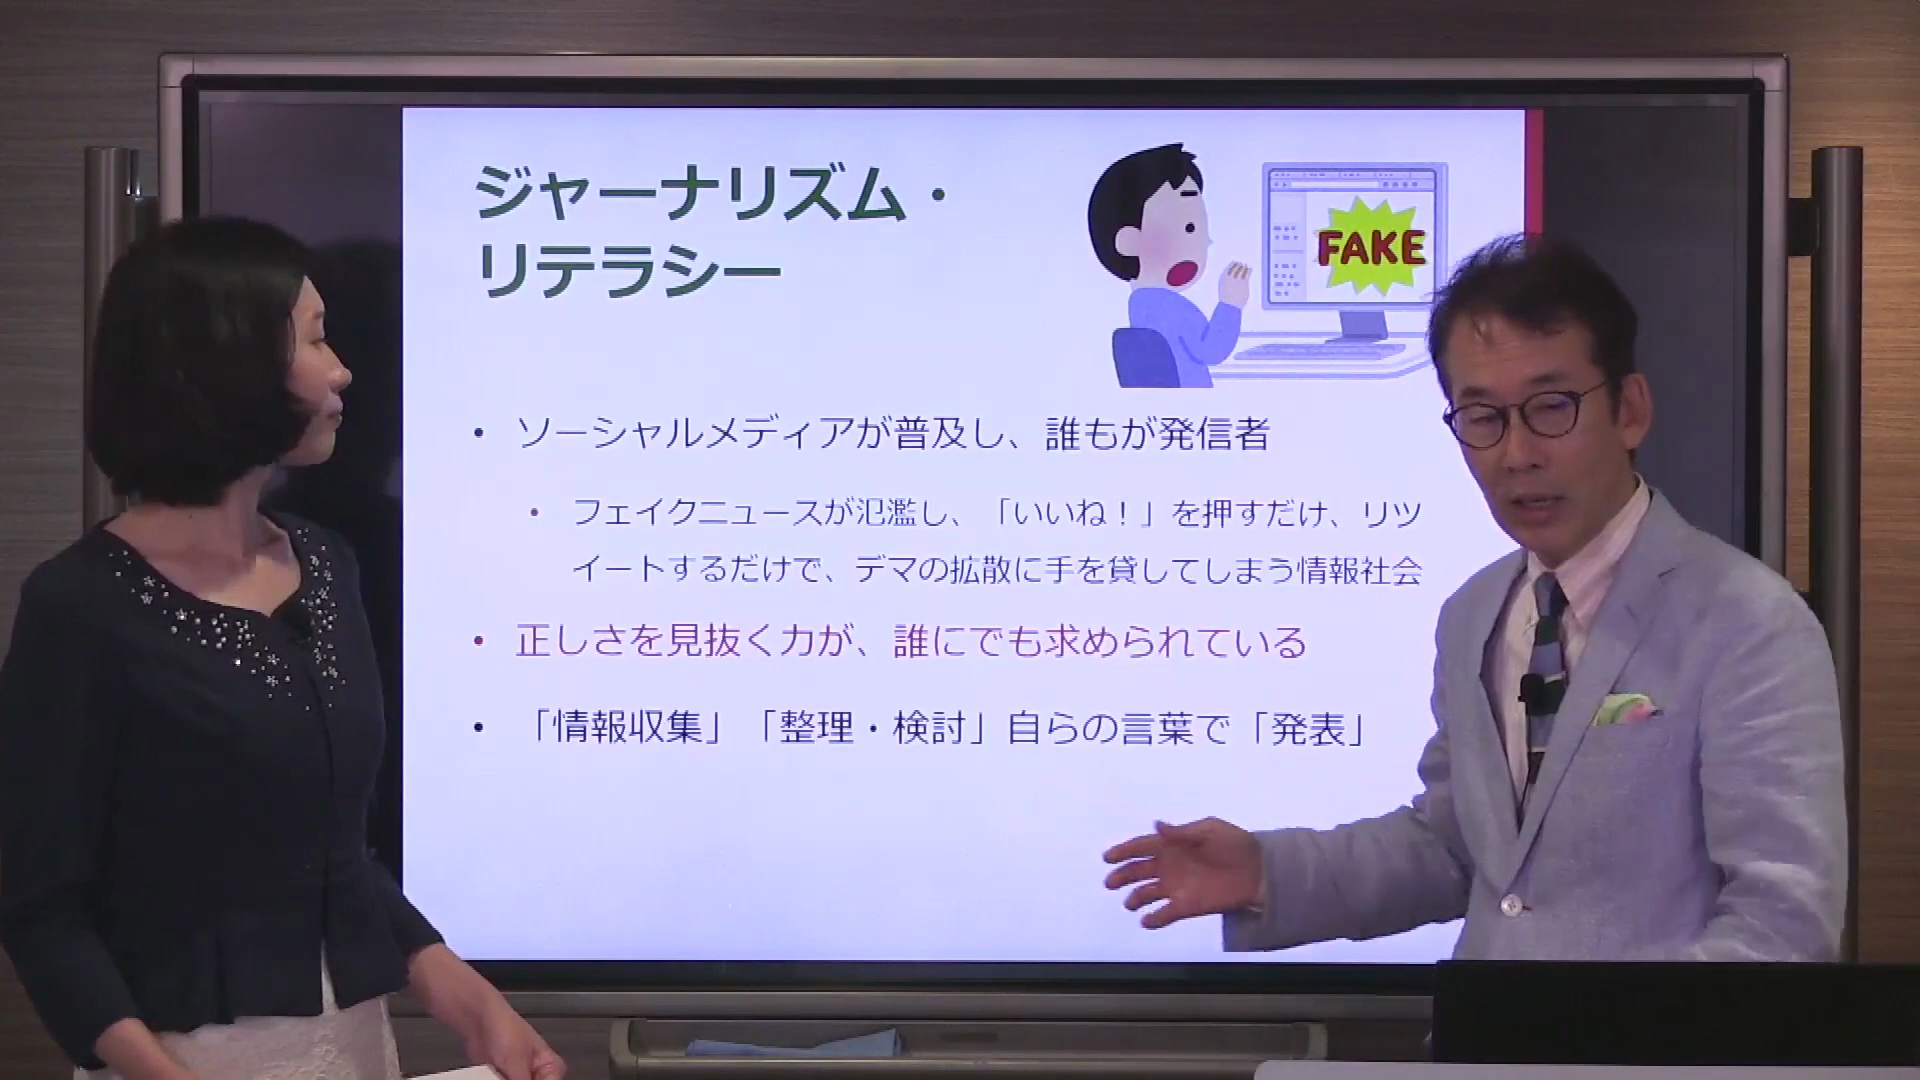 ジャーナリズム・
リテラシー
FAKE
• ソーシャルメディアが普及し、誰もが発信者
• フェイクニュースが氾濫し、「いいね！」を押すだけ、リツ
イートするだけで、デマの拡散に手を貸してしまう情報社会
• 正しさを見抜く力が、誰にでも求められている
• 「情報収集」「整理・検討」自らの言葉で「発表」